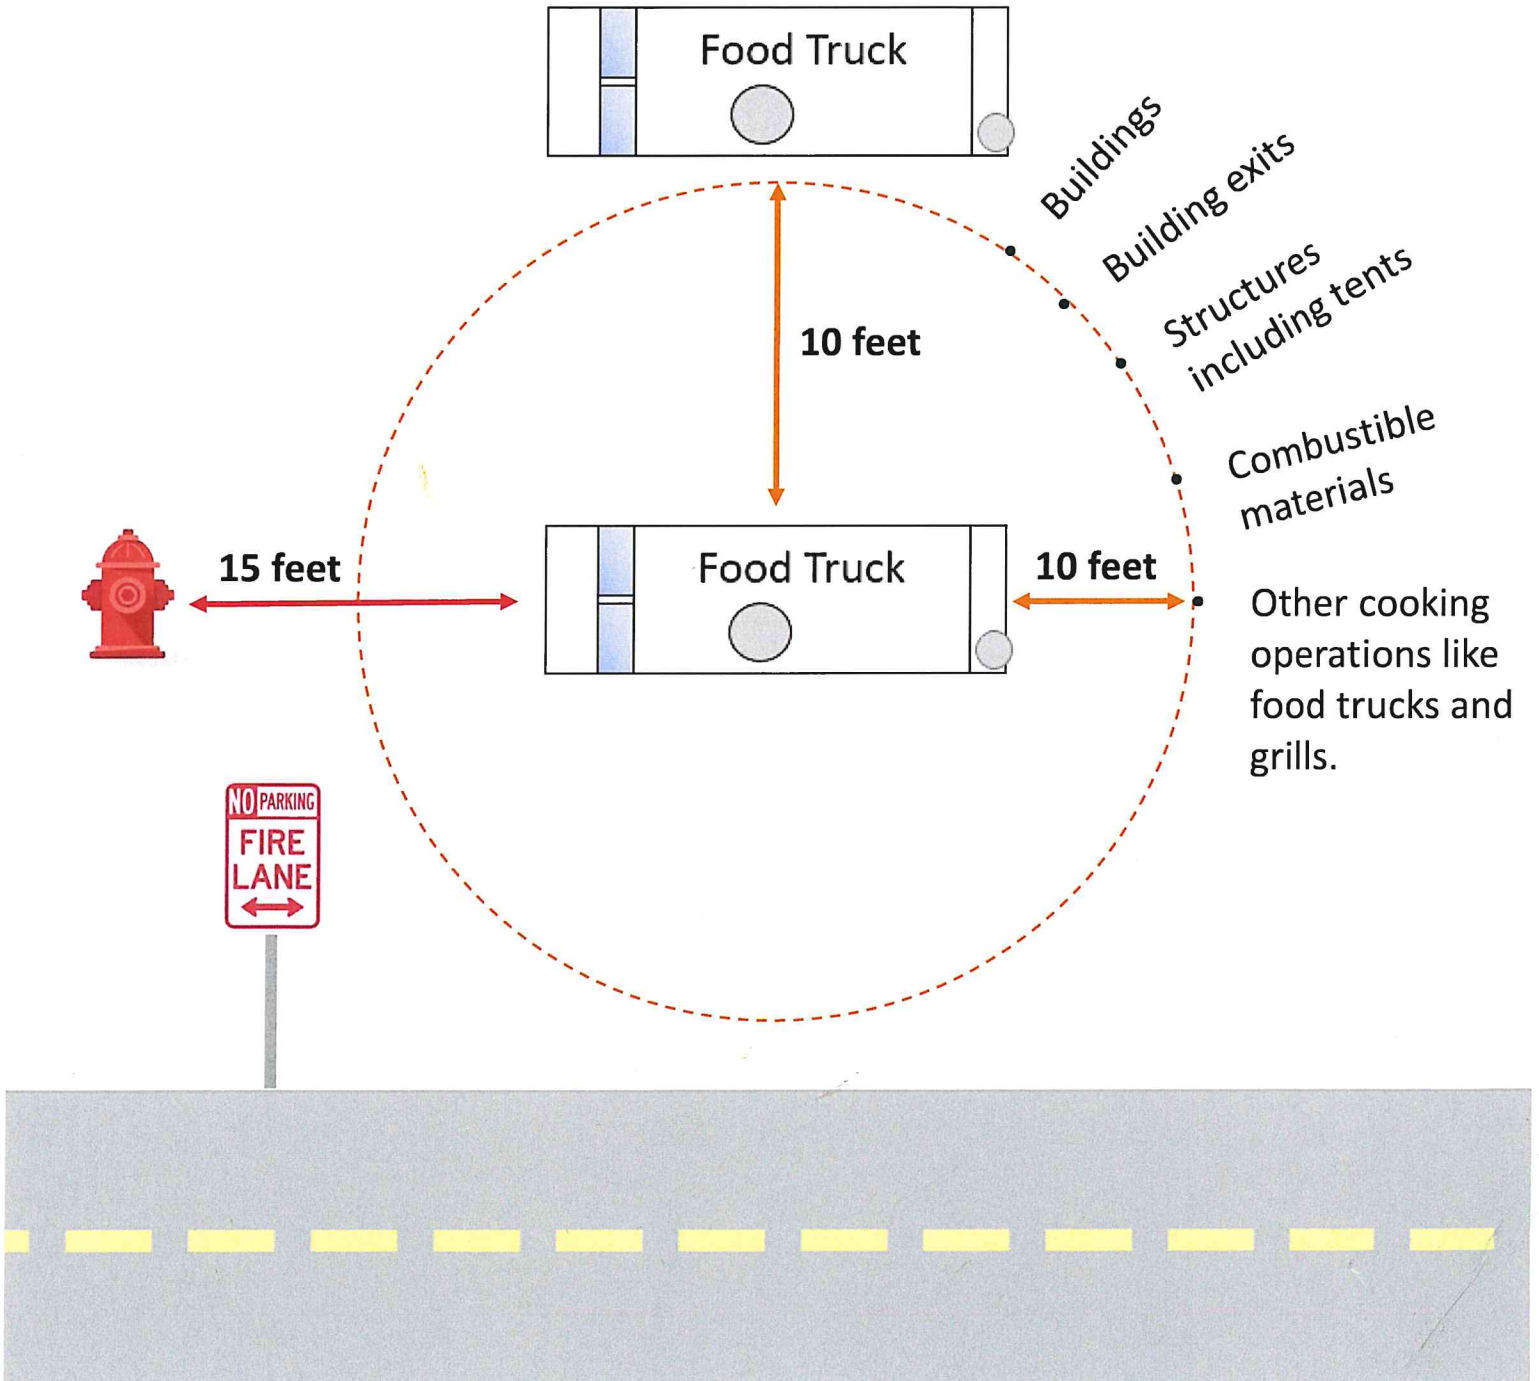 Food Truck
Buildings
Building exits
Structures
including tents
10 feet
Combustible
materials
15 feet
Food Truck
10 feet
Other cooking
operations like
food trucks and
grills.
NO PARKING
FIRE
LANE